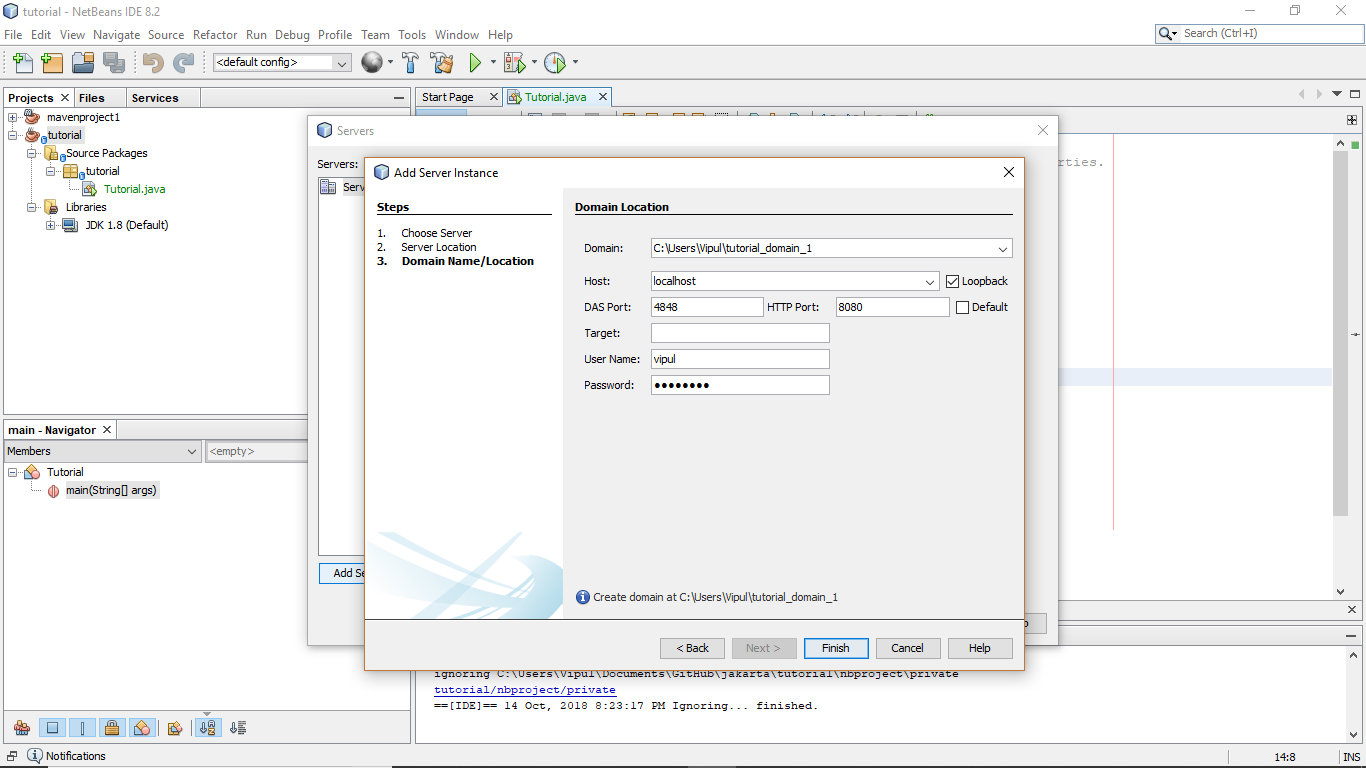 tutorial - NetBeans IDE 8.2
File Edit View Navigate Source Refactor Run Debug Profile Team Tools Window Help
Search (Ctrl+I)
<default config>
Projects Files Services
mavenproject1
tutorial
Source Packages
tutorial
Tutorial.java
Libraries
JDK 1.8 (Default)
Start Page Tutorial.java
rties.
Servers
Servers:
Serv
Add Se
Add Server Instance
Steps
1. Choose Server
2. Server Location
3. Domain Name/Location
Domain Location
Domain: C:\Users\Vipul\tutorial_domain_1
Host: localhost Loopback
DAS Port: 4848 HTTP Port: 8080 Default
Target:
User Name: vipul
Password: ●●●●●●●●
Create domain at C:\Users\Vipul\tutorial_domain_1
< Back Next > Finish Cancel Help
main - Navigator
Members <empty>
Tutorial
main(String[] args)
ignoring C:\Users\Vipul\Documents\GitHub\jakarta\tutorial\nbproject\private
tutorial/nbproject/private
==[IDE]== 14 Oct, 2018 8:23:17 PM Ignoring... finished.
Notifications
14:8 INS